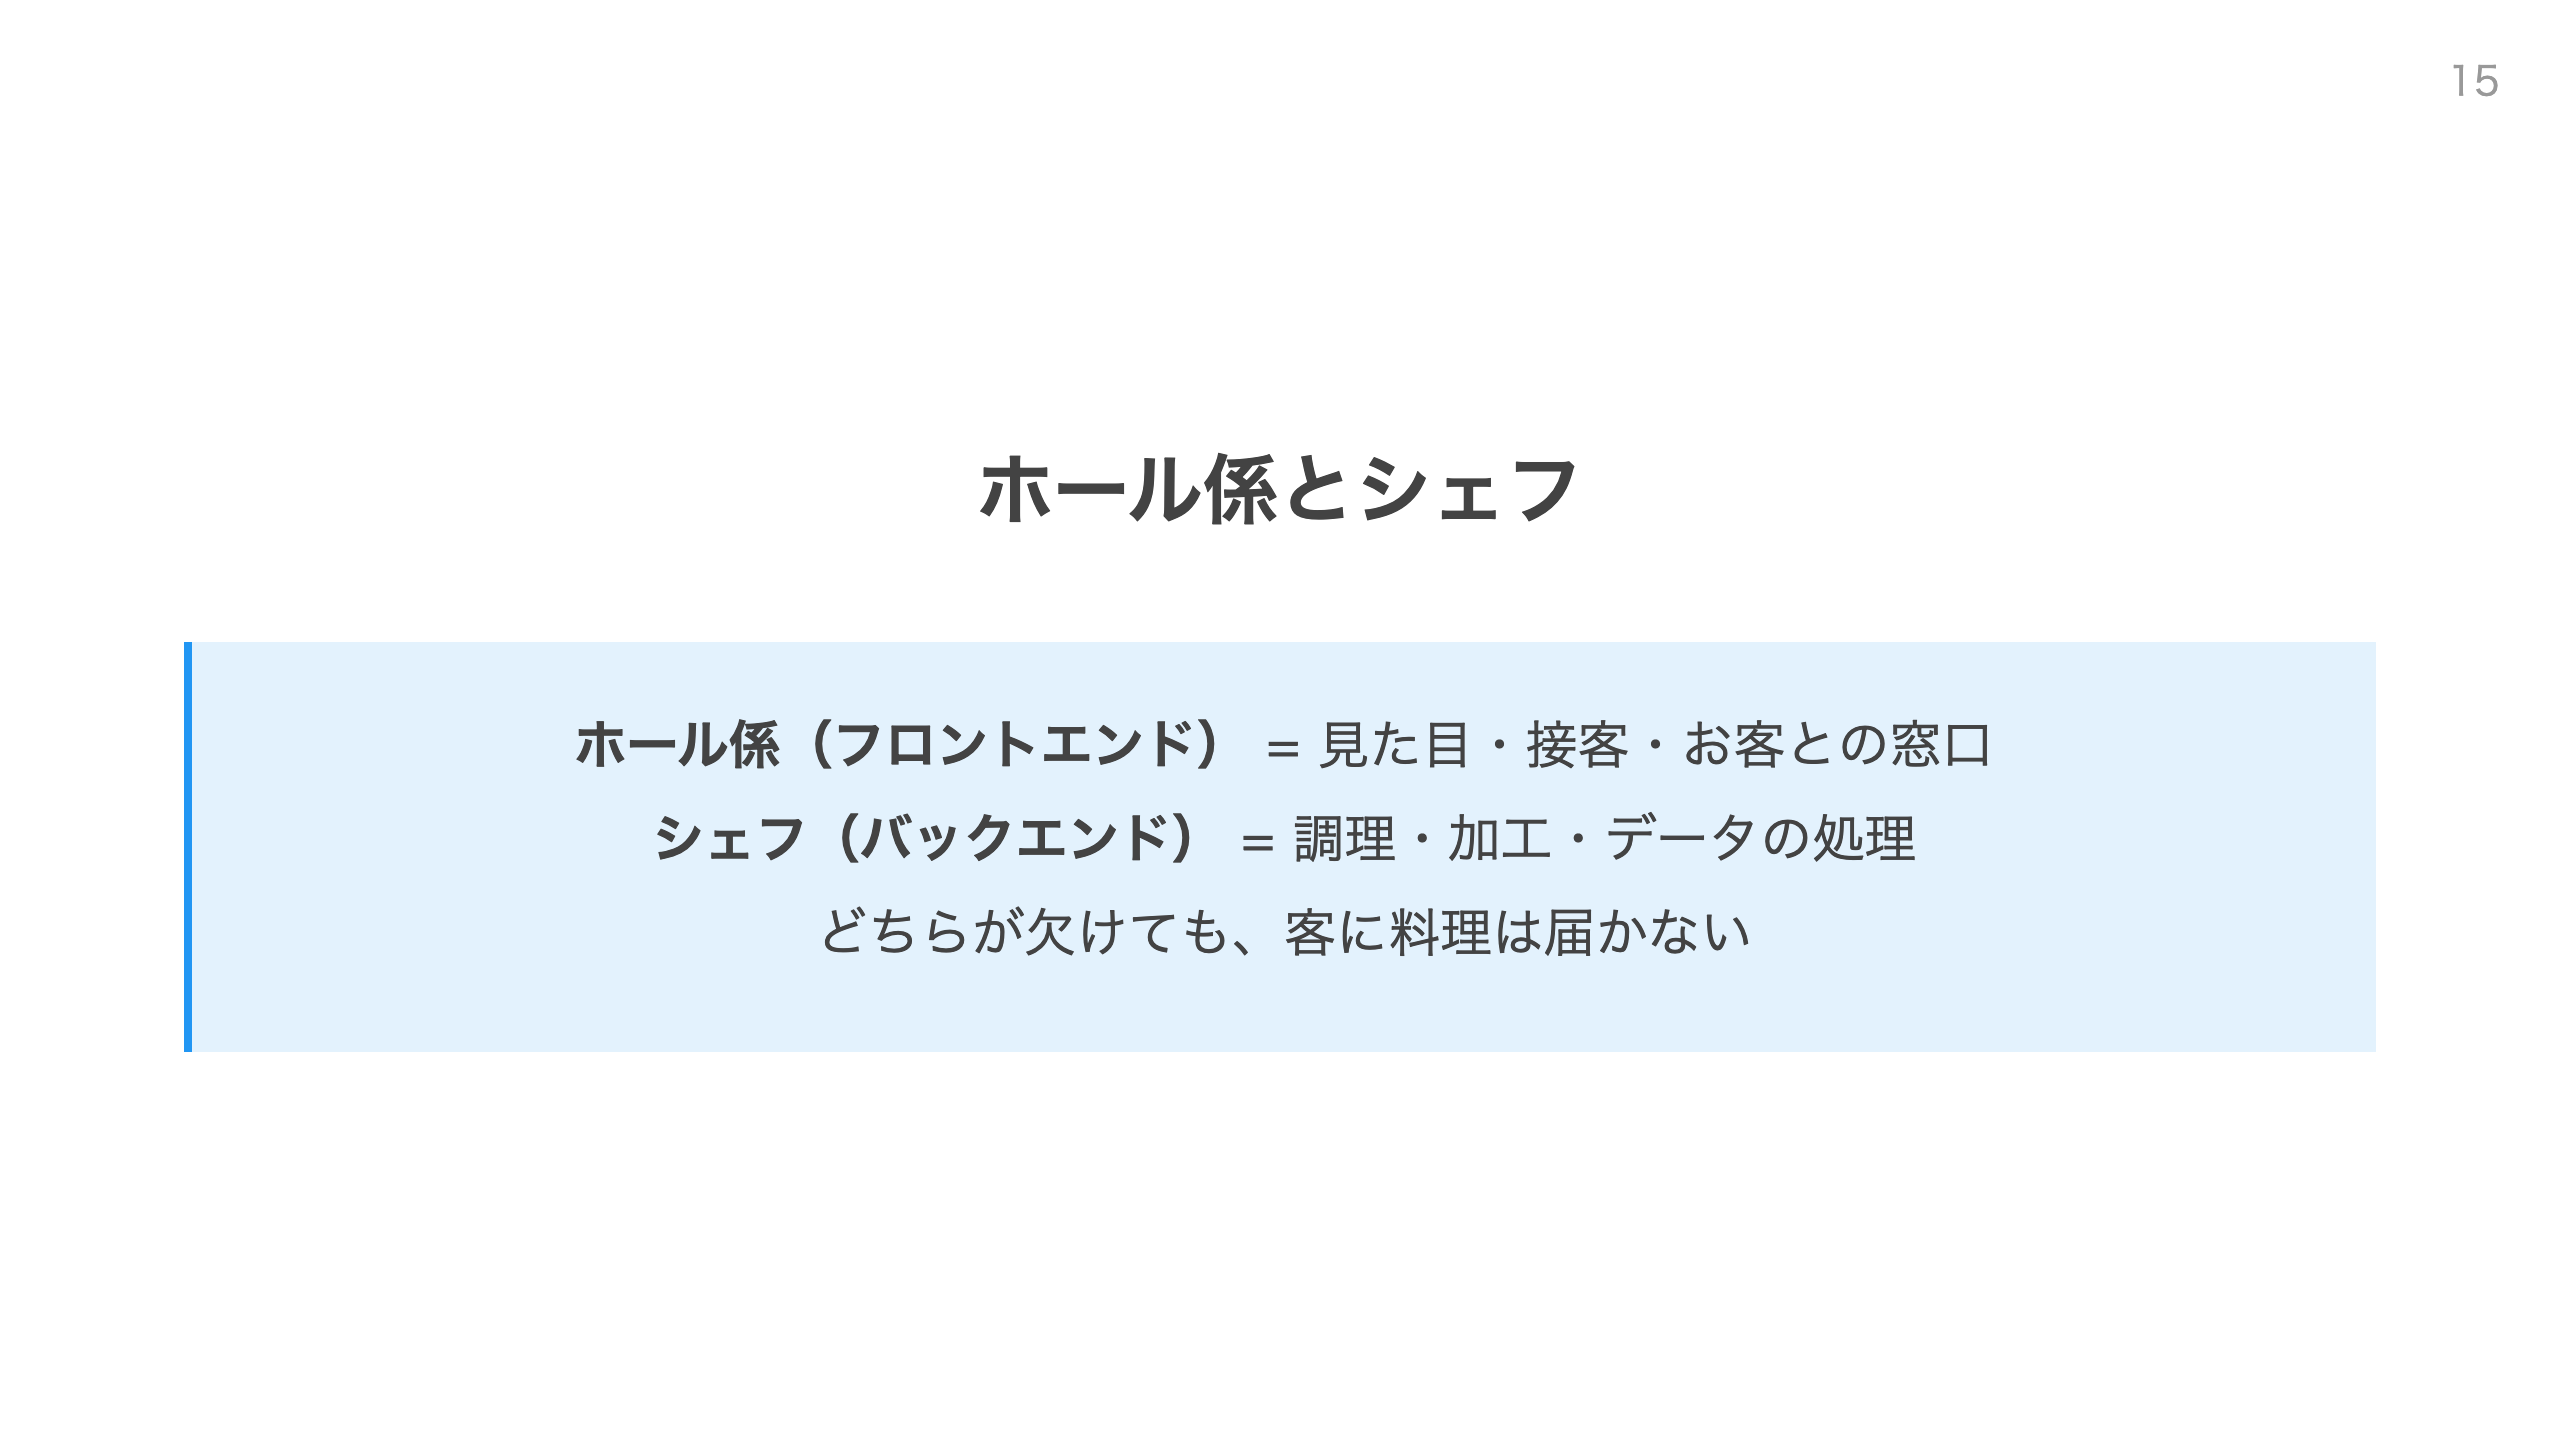 15
ホール係とシェフ
ホール係（フロントエンド） = 見た目・接客・お客との窓口
シェフ（バックエンド） = 調理・加工・データの処理
どちらが欠けても、客に料理は届かない